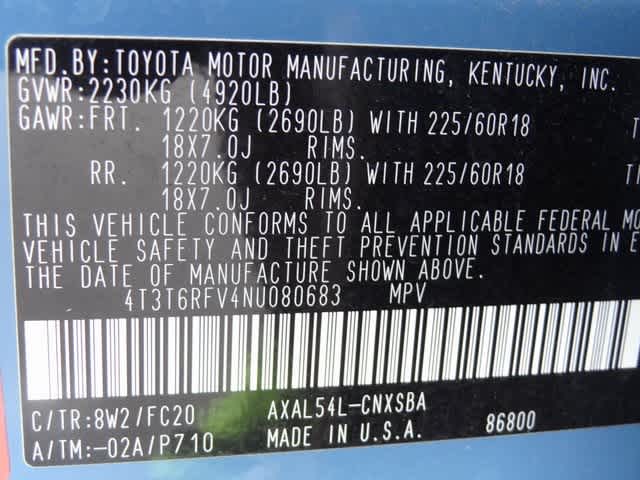 MFD.BY:TOYOTA MOTOR MANUFACTURING, KENTUCKY, INC.
GVWR:2230KG (4920LB)
GAWR:FRT. 1220KG (2690LB) WITH 225/60R18
18X7.0J RIMS.
RR. 1220KG (2690LB) WITH 225/60R18
18X7.0J RIMS.
THIS VEHICLE CONFORMS TO ALL APPLICABLE FEDERAL MO
VEHICLE SAFETY AND THEFT PREVENTION STANDARDS IN E
THE DATE OF MANUFACTURE SHOWN ABOVE.
4T3T6RFV4NU080683 MPV
C/TR:8W2/FC20 AXAL54L-CNXSBA
A/TM:-02A/P710 MADE IN U.S.A. 86800